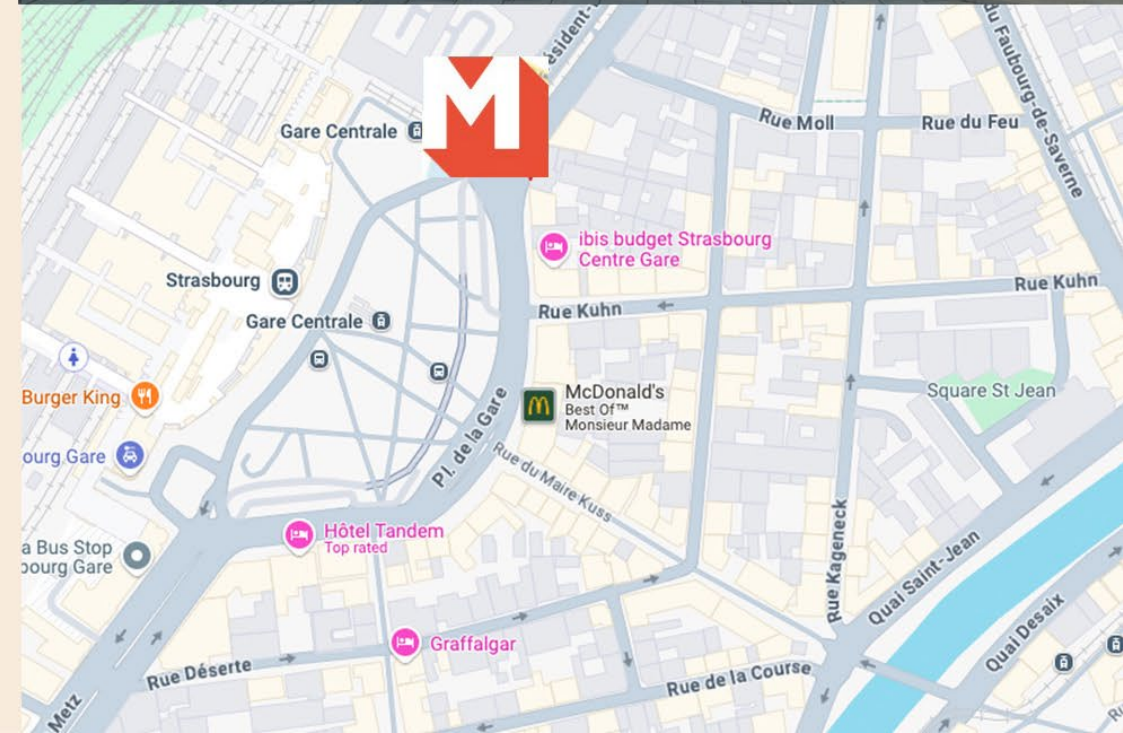 ésident-
du Faubourg-de-Saverne
M
Gare Centrale
Rue Moll
Rue du Feu
ibis budget Strasbourg
Centre Gare
Strasbourg
Rue Kuhn
Rue Kuhn
Gare Centrale
Burger King
McDonald's
Best Of™
Monsieur Madame
Square St Jean
Pl. de la Gare
ourg Gare
Rue du Maire Kuss
Hôtel Tandem
Top rated
a Bus Stop
bourg Gare
Rue Kageneck
Quai Saint-Jean
Quai Desaix
Graffalgar
Rue Déserte
Rue de la Course
Metz